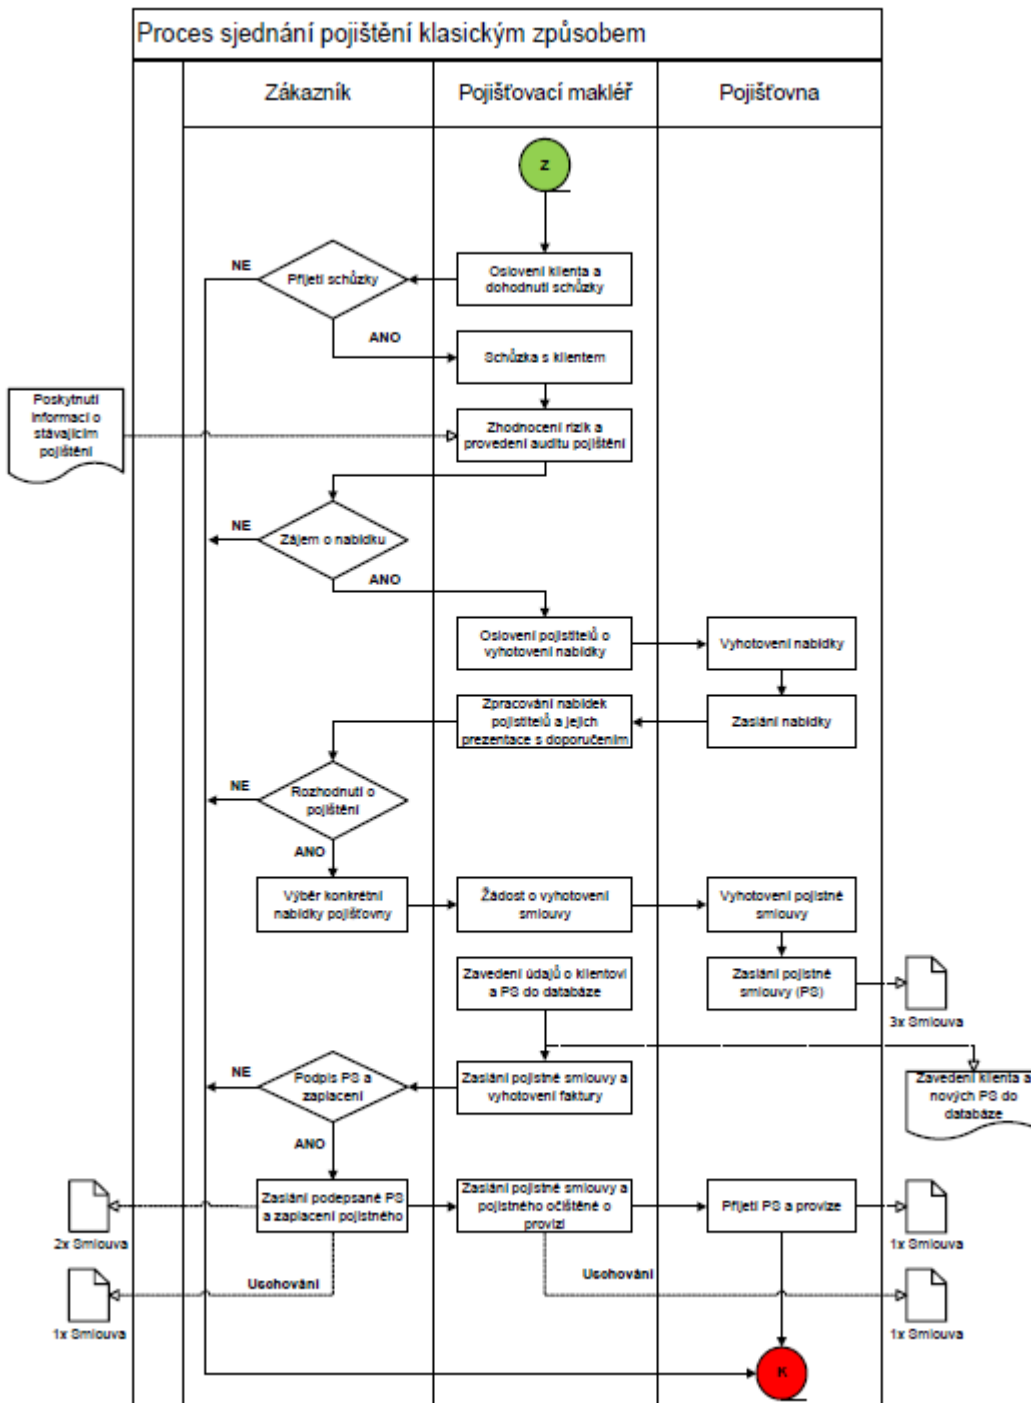 Proces sjednání pojištění klasickým způsobem
Zákazník
Pojišťovací makléř
Pojišťovna
Z
NE
Přijetí schůzky
Oslovení klienta a
dohodnutí schůzky
ANO
Schůzka s klientem
Poskytnutí
informací o
stávajícím
pojištění
Zhodnocení rizik a
provedení auditu pojištění
NE
Zájem o nabídku
ANO
Oslovení pojistitelů o
vyhotovení nabídky
Vyhotovení nabídky
Zpracování nabídek
pojistitelů a jejich
prezentace s doporučením
Zaslání nabídky
NE
Rozhodnutí o
pojištění
ANO
Výběr konkrétní
nabídky pojišťovny
Žádost o vyhotovení
smlouvy
Vyhotovení pojistné
smlouvy
Zavedení údajů o klientovi
a PS do databáze
Zaslání pojistné
smlouvy (PS)
3x Smlouva
NE
Podpis PS a
zaplacení
Zaslání pojistné smlouvy a
vyhotovení faktury
Zavedení klienta a
nových PS do
databáze
ANO
Zaslání podepsané PS
a zaplacení pojistného
Zaslání pojistné smlouvy a
pojistného očištěné o
provizi
Přijetí PS a provize
2x Smlouva
1x Smlouva
Uschování
Uschování
1x Smlouva
1x Smlouva
K